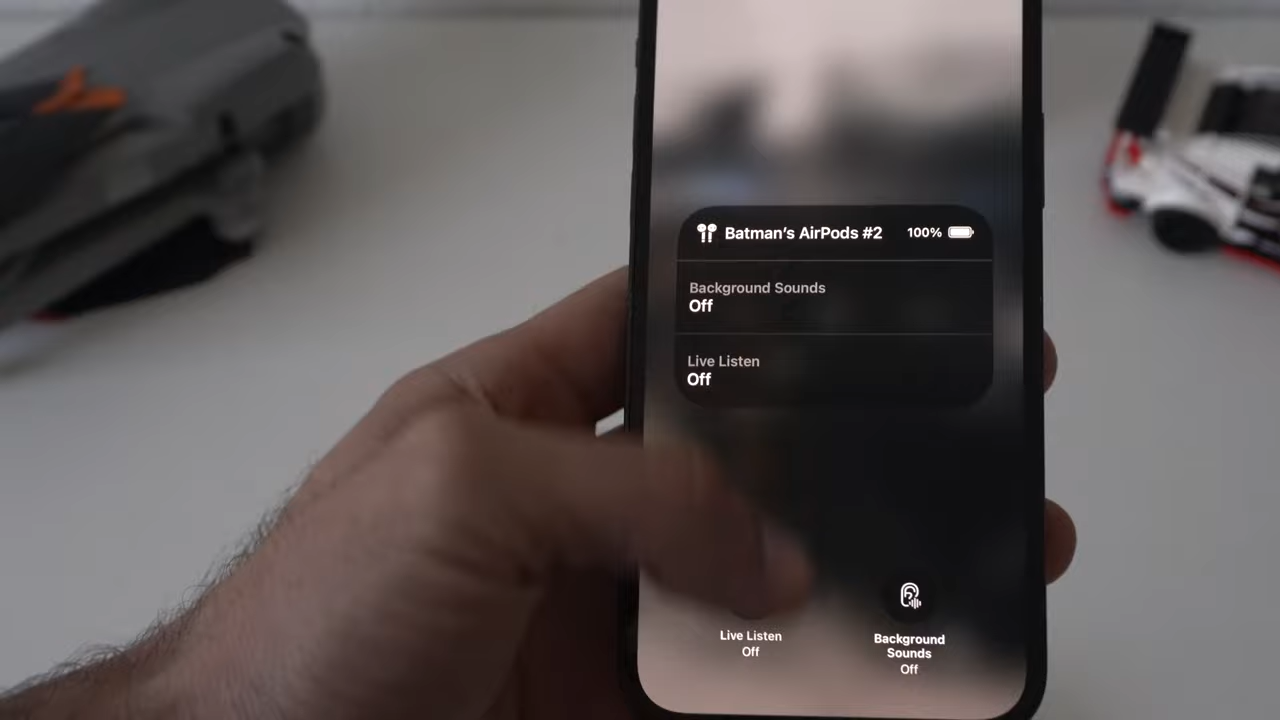 Batman's AirPods #2 100%
Background Sounds
Off
Live Listen
Off
Live Listen
Off
Background
Sounds
Off